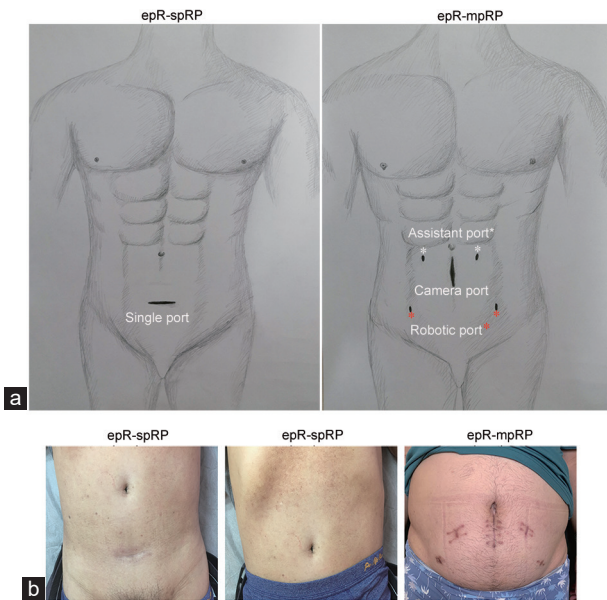 epR-spRP
epR-mpRP
Assistant port*
*
*
Camera port
Single port
*
*
Robotic port*
a
epR-spRP
epR-spRP
epR-mpRP
b